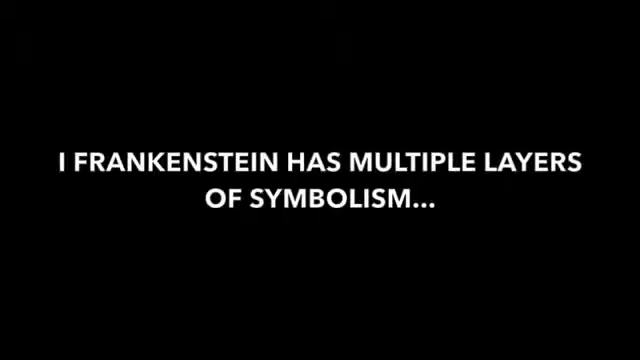 I FRANKENSTEIN HAS MULTIPLE LAYERS
OF SYMBOLISM...